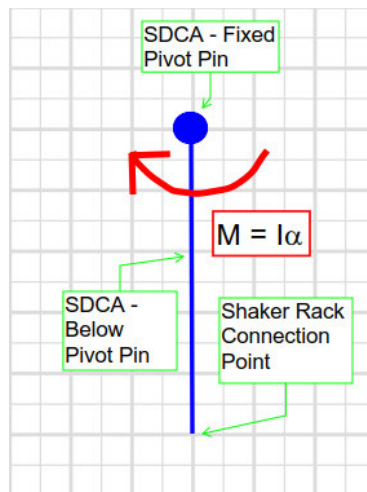 SDCA - Fixed
Pivot Pin
M = Iα
SDCA -
Below
Pivot Pin
Shaker Rack
Connection
Point